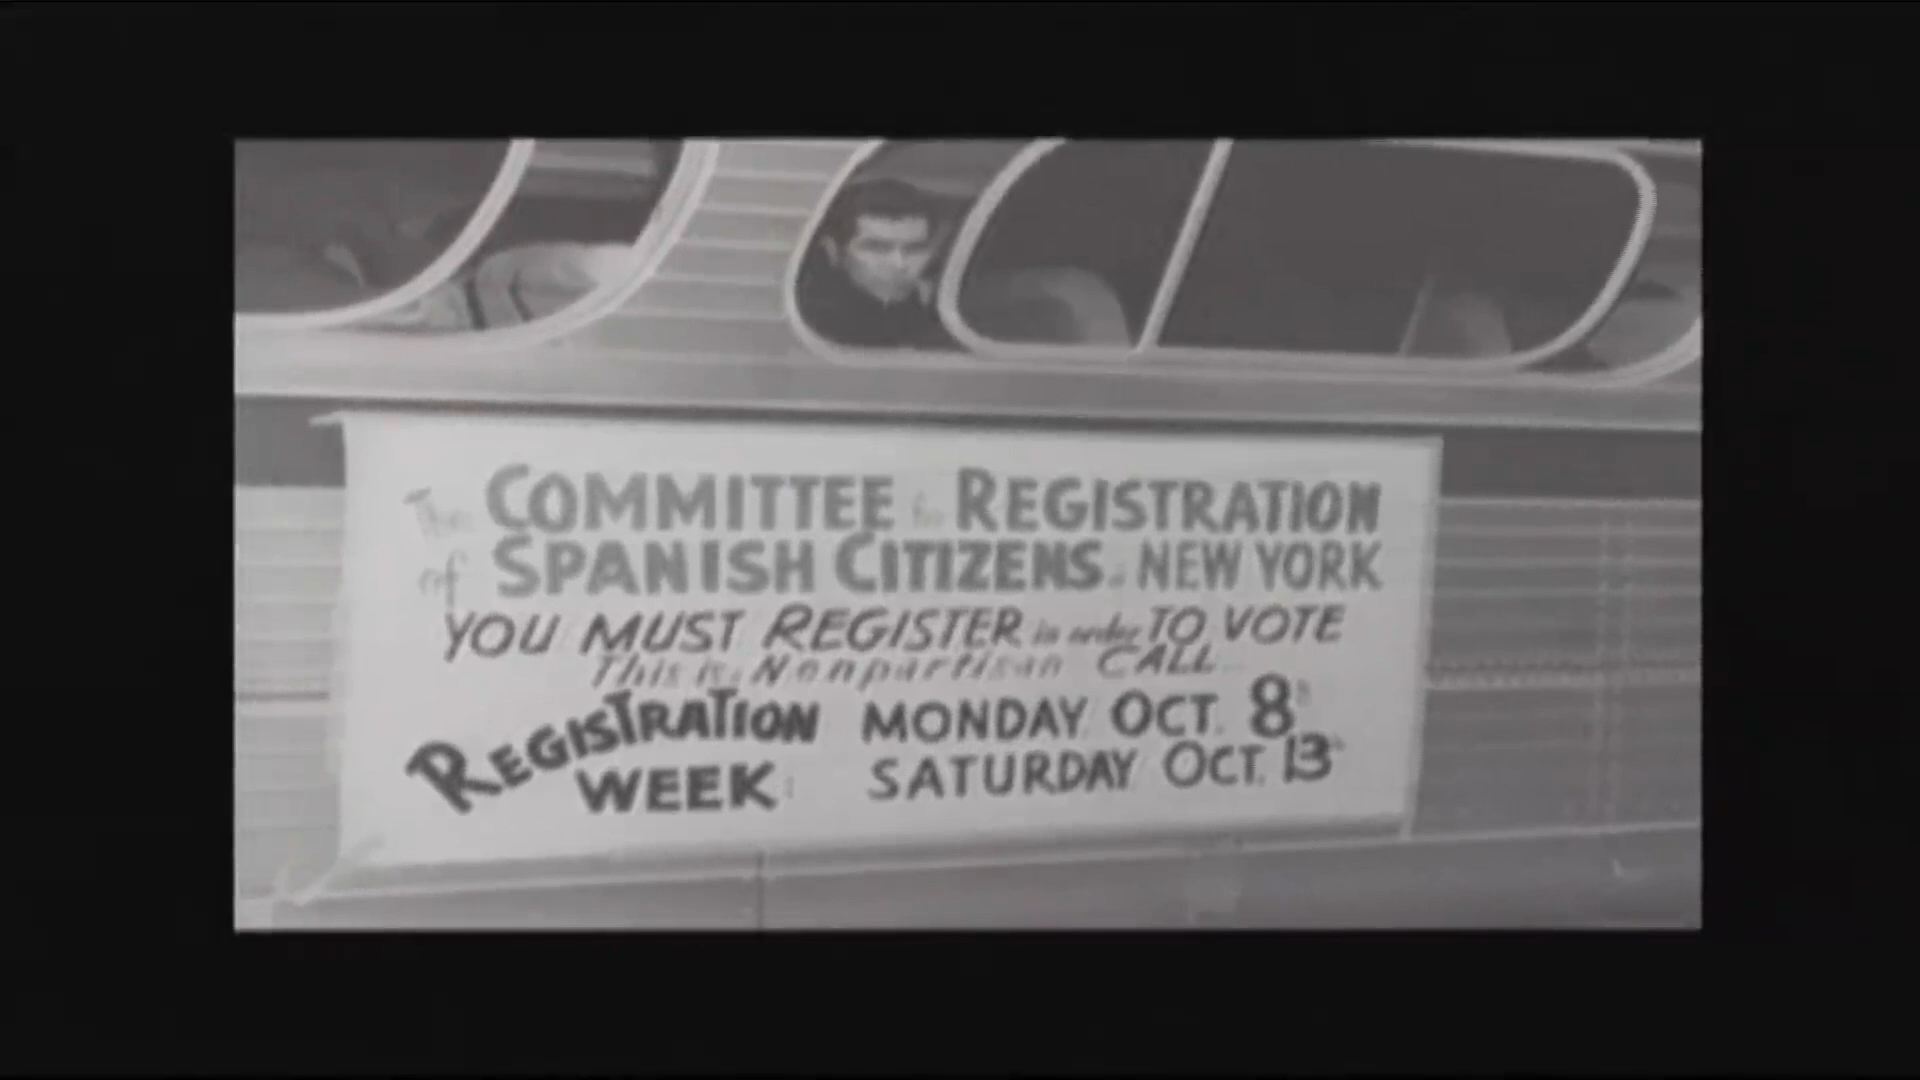 The COMMITTEE for REGISTRATION
of SPANISH CITIZENS NEW YORK
YOU MUST REGISTER in order TO VOTE
This is Nonpartisan CALL
REGISTRATION MONDAY OCT. 8th
WEEK: SATURDAY OCT. 13th